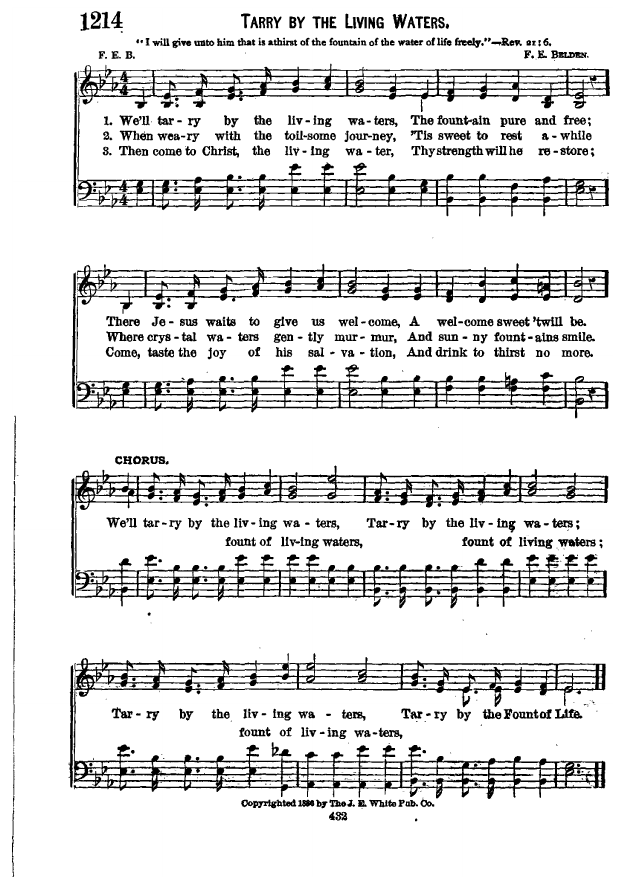 1214
TARRY BY THE LIVING WATERS.
"I will give unto him that is athirst of the fountain of the water of life freely."—Rev. 21:6.
F. E. B. F. E. BELDEN.
1. We'll tar-ry by the liv-ing wa-ters, The fount-ain pure and free;
2. When wea-ry with the toil-some jour-ney, 'Tis sweet to rest a-while
3. Then come to Christ, the liv-ing wa-ter, Thy strength will he re-store;
There Je-sus waits to give us wel-come, A wel-come sweet 'twill be.
Where crys-tal wa-ters gen-tly mur-mur, And sun-ny fount-ains smile.
Come, taste the joy of his sal-va-tion, And drink to thirst no more.
CHORUS.
We'll tar-ry by the liv-ing wa-ters, Tar-ry by the liv-ing wa-ters;
fount of liv-ing waters, fount of living waters;
Tar-ry by the liv-ing wa-ters, Tar-ry by the Fount of Life.
fount of liv-ing wa-ters,
Copyrighted 1886 by The J. E. White Pub. Co.
432